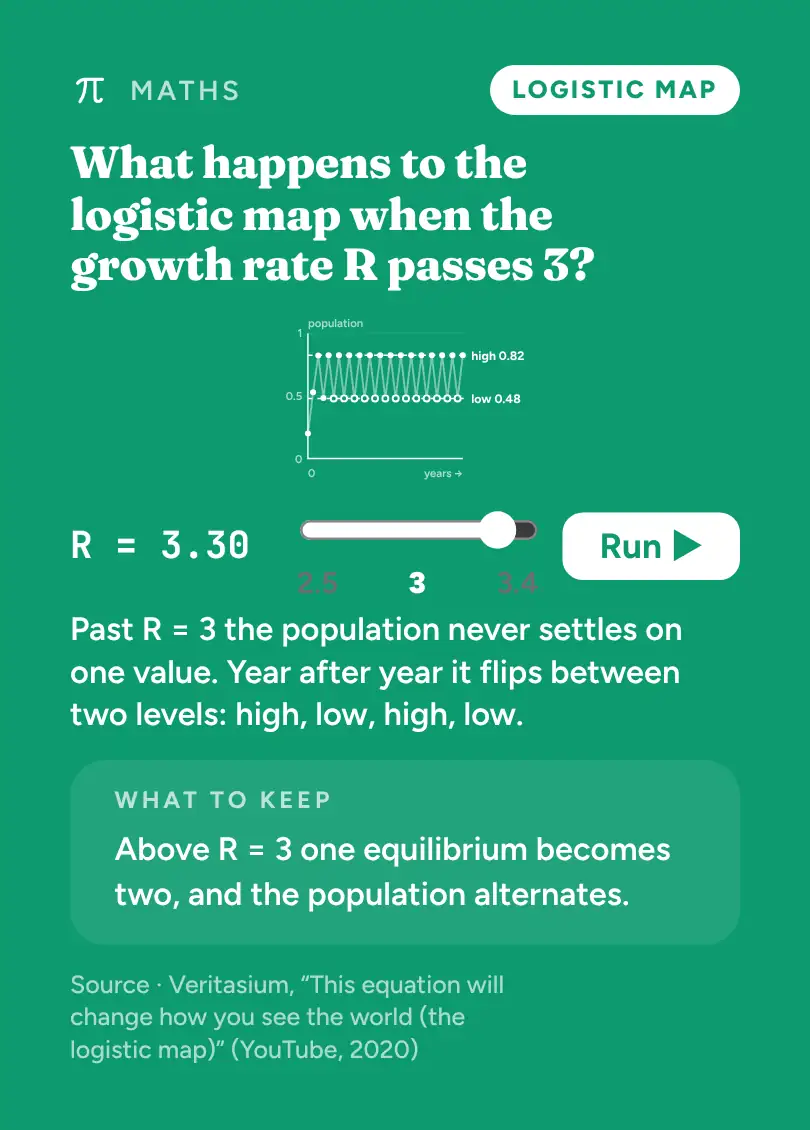 π MATHS
LOGISTIC MAP
What happens to the
logistic map when the
growth rate R passes 3?
population
1
high 0.82
0.5
low 0.48
0
0
years →
R = 3.30
Run ▶
2.5 3 3.4
Past R = 3 the population never settles on
one value. Year after year it flips between
two levels: high, low, high, low.
WHAT TO KEEP
Above R = 3 one equilibrium becomes
two, and the population alternates.
Source · Veritasium, “This equation will
change how you see the world (the
logistic map)” (YouTube, 2020)